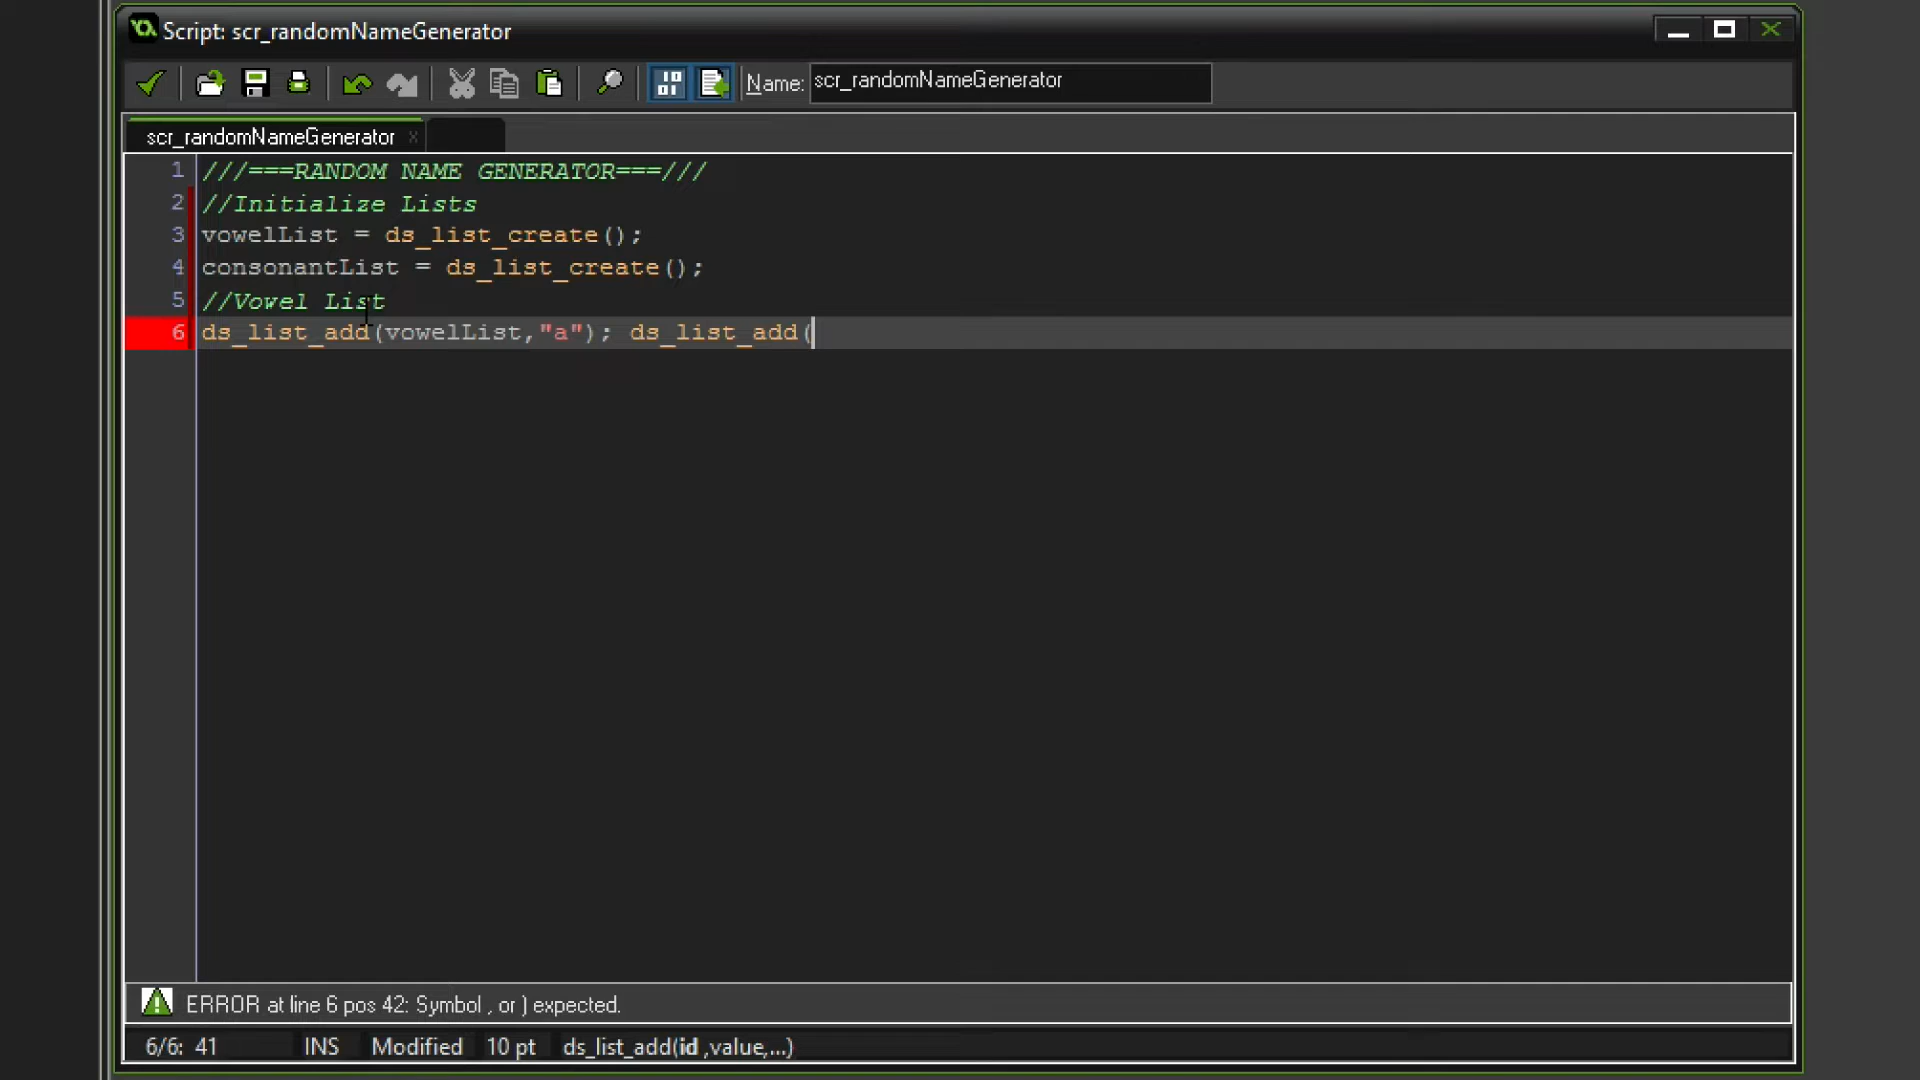 Script: scr_randomNameGenerator
Name: scr_randomNameGenerator
scr_randomNameGenerator
1 ///===RANDOM NAME GENERATOR===///
2 //Initialize Lists
3 vowelList = ds_list_create();
4 consonantList = ds_list_create();
5 //Vowel List
6 ds_list_add(vowelList,"a"); ds_list_add(
ERROR at line 6 pos 42: Symbol , or ) expected.
6/6: 41 INS Modified 10 pt ds_list_add(id ,value,...)